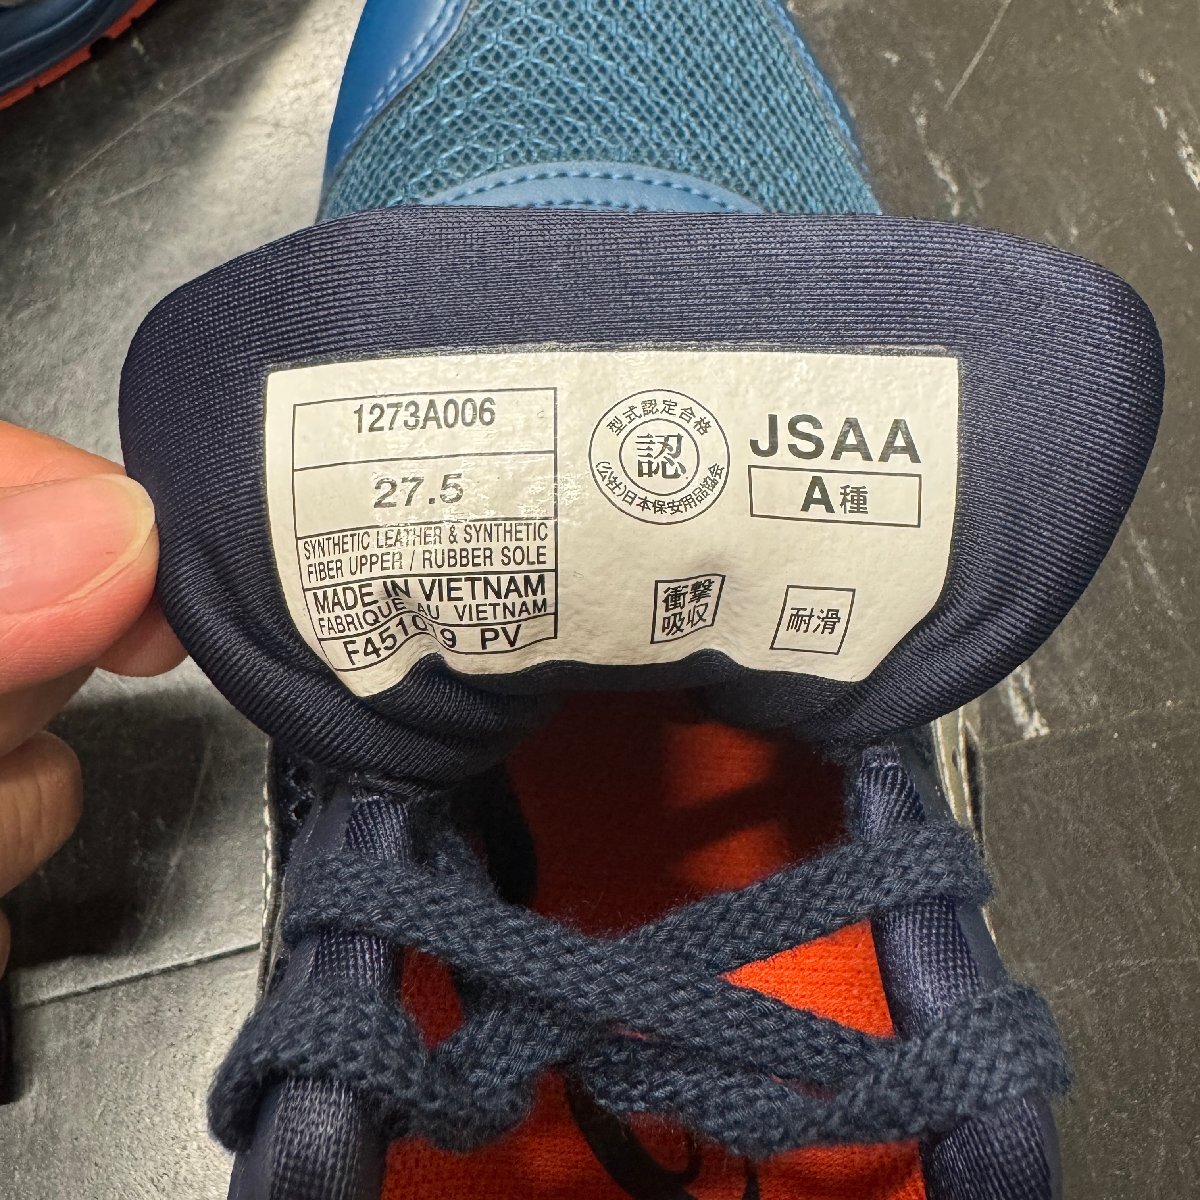 1273A006
27.5
SYNTHETIC LEATHER & SYNTHETIC
FIBER UPPER / RUBBER SOLE
MADE IN VIETNAM
FABRIQUE AU VIETNAM
PV
型式認定合格
認
(公社)日本保安用品協会
JSAA
A種
衝撃
吸収
耐滑